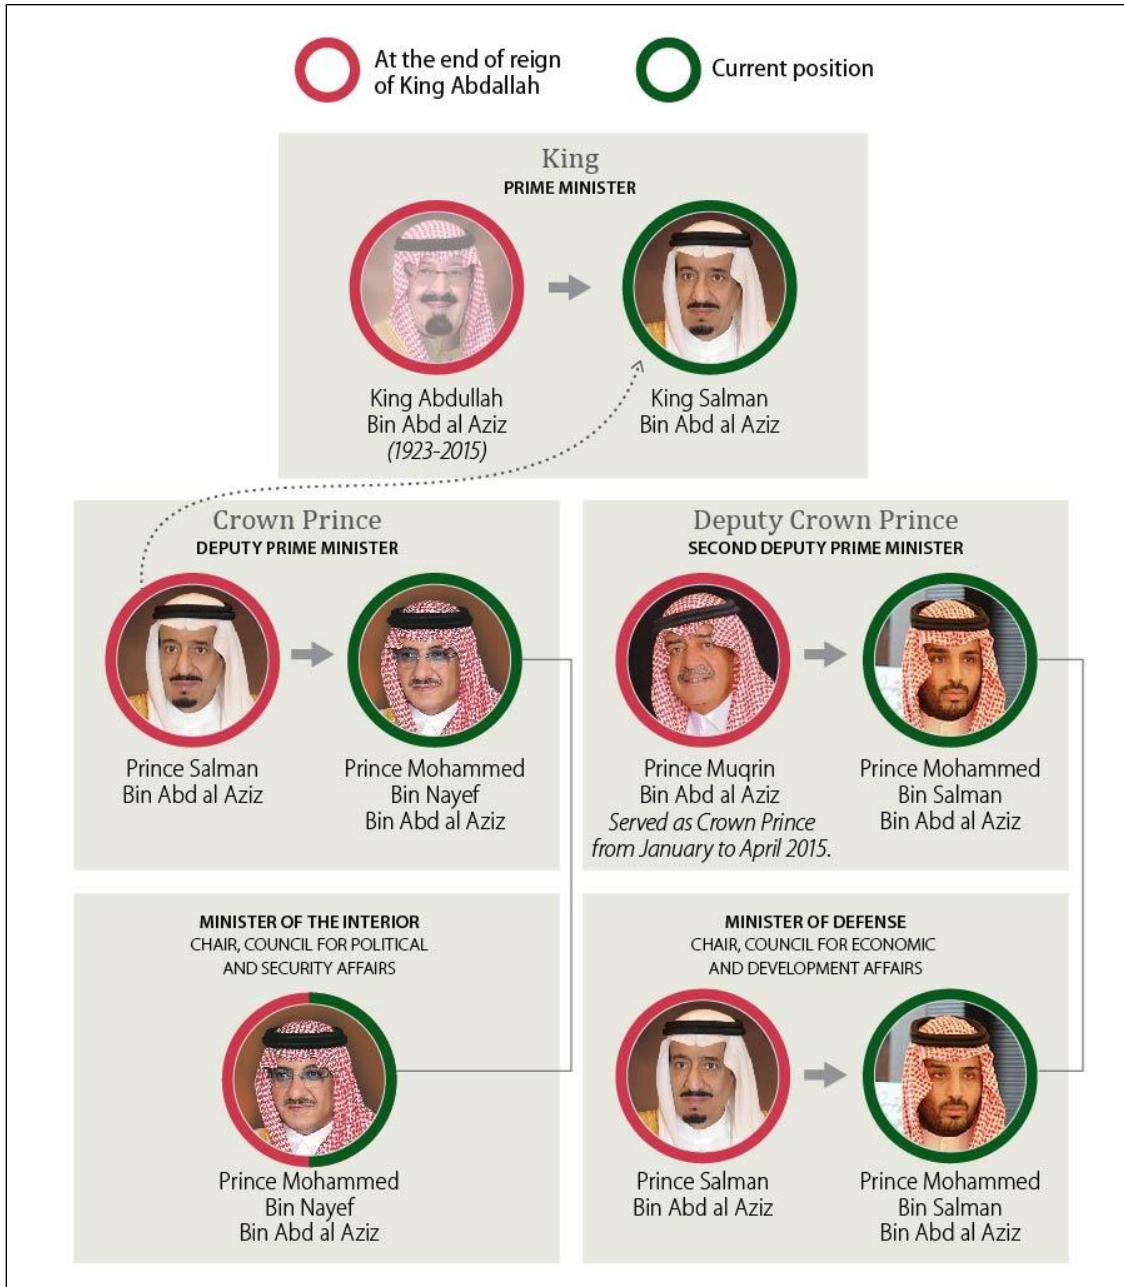 At the end of reign
of King Abdallah
Current position
King
PRIME MINISTER
King Abdullah
Bin Abd al Aziz
(1923-2015)
King Salman
Bin Abd al Aziz
Crown Prince
DEPUTY PRIME MINISTER
Prince Salman
Bin Abd al Aziz
Prince Mohammed
Bin Nayef
Bin Abd al Aziz
Deputy Crown Prince
SECOND DEPUTY PRIME MINISTER
Prince Muqrin
Bin Abd al Aziz
Served as Crown Prince
from January to April 2015.
Prince Mohammed
Bin Salman
Bin Abd al Aziz
MINISTER OF THE INTERIOR
CHAIR, COUNCIL FOR POLITICAL
AND SECURITY AFFAIRS
Prince Mohammed
Bin Nayef
Bin Abd al Aziz
MINISTER OF DEFENSE
CHAIR, COUNCIL FOR ECONOMIC
AND DEVELOPMENT AFFAIRS
Prince Salman
Bin Abd al Aziz
Prince Mohammed
Bin Salman
Bin Abd al Aziz